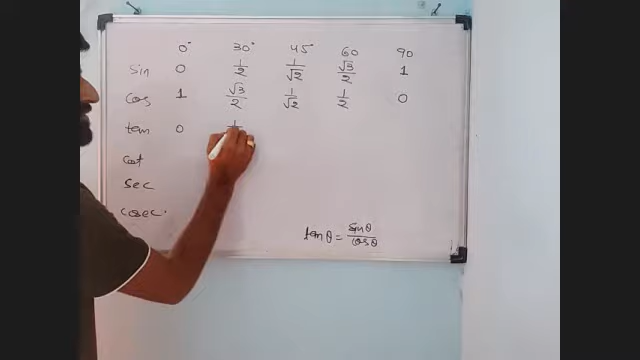 0° 30° 45° 60 90
sin 0 1/2 1/√2 √3/2 1
cos 1 √3/2 1/√2 1/2 0
tan 0 1
cot
sec
cosec
tan θ = sin θ / cos θ